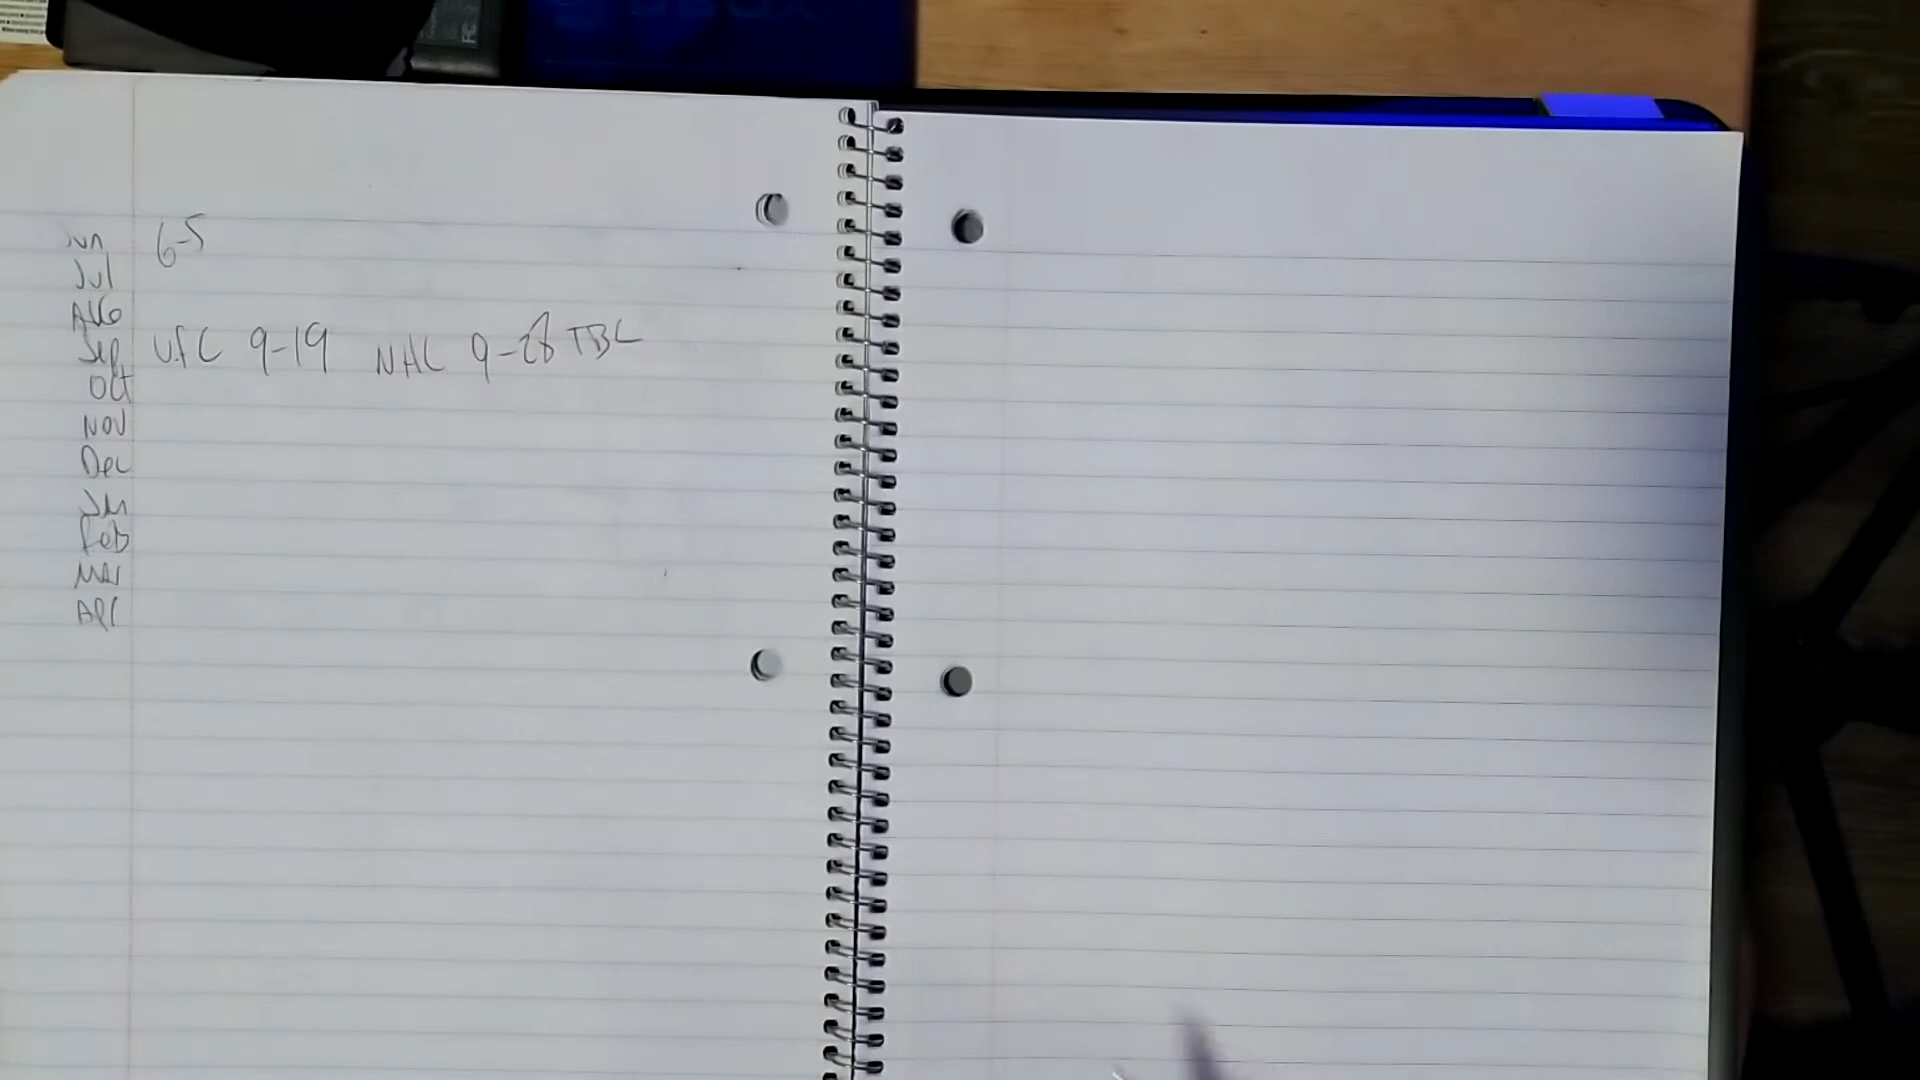 Jun 6-5
Jul
AUG
Sep UFC 9-19 NHL 9-28 TBL
Oct
NOV
Dec
Jan
Feb
MAr
APr